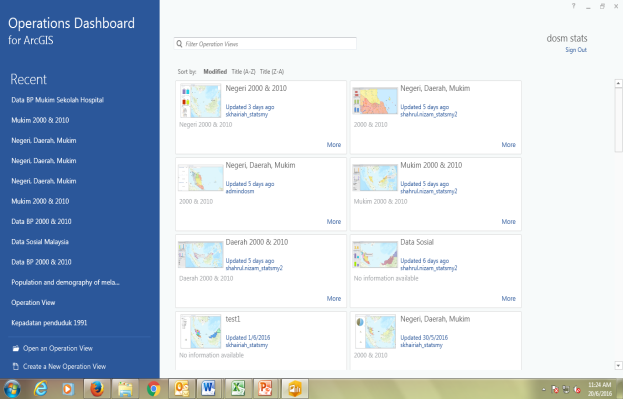 Operations Dashboard
for ArcGIS
Recent
Data BP Mukim Sekolah Hospital
Mukim 2000 & 2010
Negeri, Daerah, Mukim
Negeri, Daerah, Mukim
Negeri, Daerah, Mukim
Mukim 2000 & 2010
Data BP 2000 & 2010
Data Sosial Malaysia
Data BP 2000 & 2010
Population and demography of mela...
Operation View
Kepadatan penduduk 1991
Open an Operation View
Create a New Operation View
Filter Operation Views
dosm stats
Sign Out
Sort by: Modified Title (A-Z) Title (Z-A)
Negeri 2000 & 2010
Updated 3 days ago
skhairiah_statsmy
Negeri 2000 & 2010
More
Negeri, Daerah, Mukim
Updated 5 days ago
shahrul.nizam_statsmy2
2000 & 2010
More
Negeri, Daerah, Mukim
Updated 5 days ago
admindosm
2000 & 2010
More
Mukim 2000 & 2010
Updated 5 days ago
shahrul.nizam_statsmy2
Mukim 2000 & 2010
More
Daerah 2000 & 2010
Updated 5 days ago
shahrul.nizam_statsmy2
Daerah 2000 & 2010
More
Data Sosial
Updated 6 days ago
shahrul.nizam_statsmy2
No information available
More
test1
Updated 1/6/2016
skhairiah_statsmy
No information available
Negeri, Daerah, Mukim
Updated 30/5/2016
skhairiah_statsmy
2000 & 2010
11:24 AM
20/6/2016